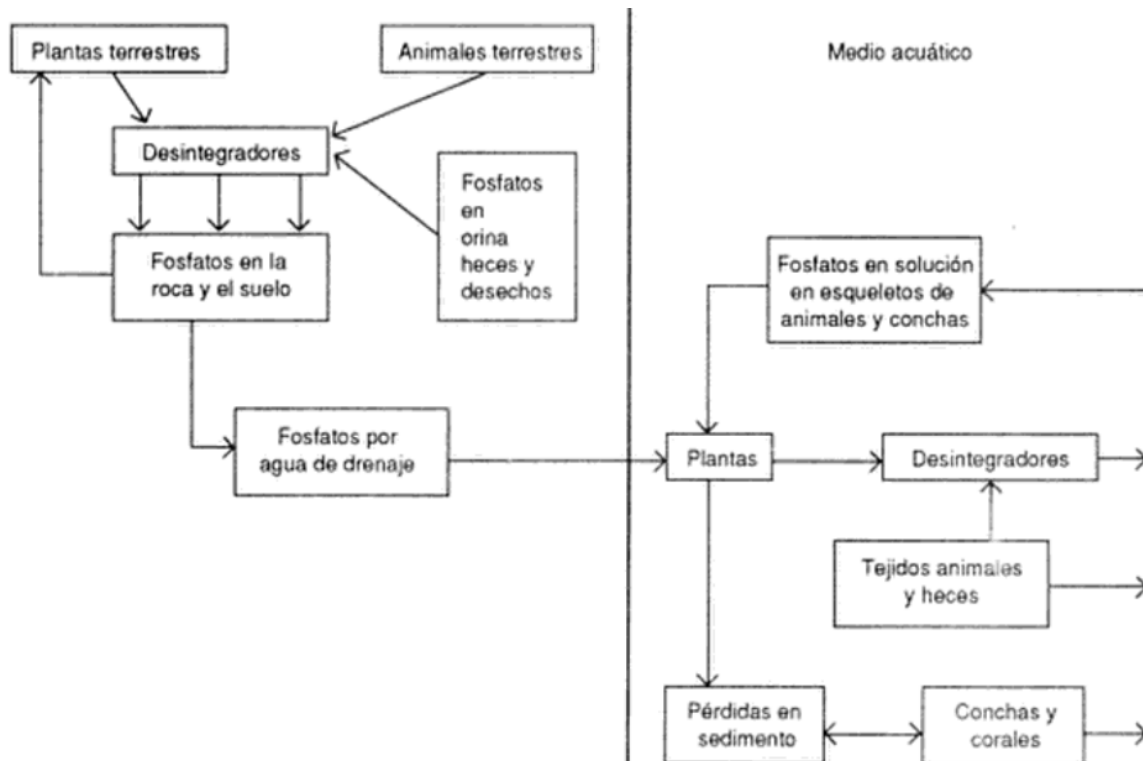 Plantas terrestres
Animales terrestres
Medio acuático
Desintegradores
Fosfatos
en
orina
heces y
desechos
Fosfatos en la
roca y el suelo
Fosfatos en solución
en esqueletos de
animales y conchas
Fosfatos por
agua de drenaje
Plantas
Desintegradores
Tejidos animales
y heces
Pérdidas en
sedimento
Conchas y
corales